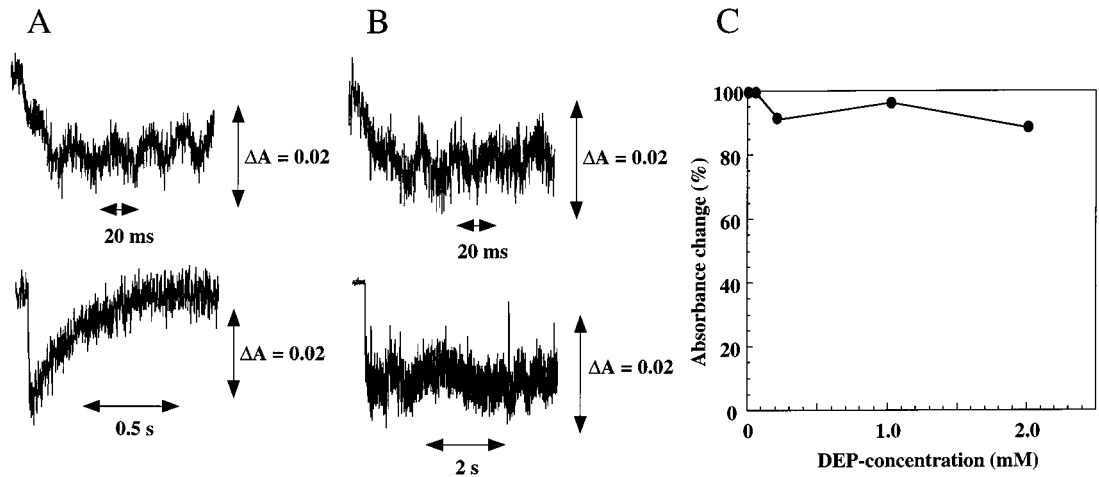 A
B
C
ΔA = 0.02
20 ms
ΔA = 0.02
20 ms
ΔA = 0.02
0.5 s
ΔA = 0.02
2 s
Absorbance change (%)
100
80
60
40
20
0
0
1.0
2.0
DEP-concentration (mM)